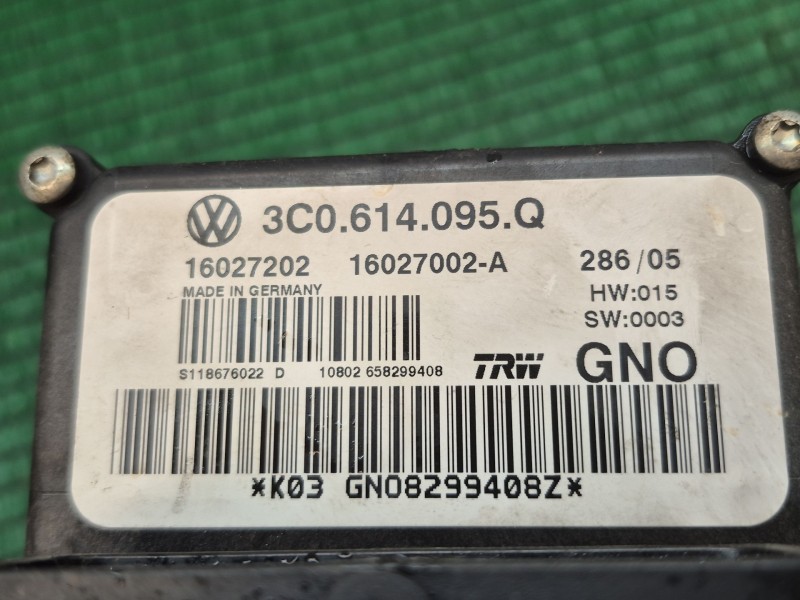 3C0.614.095.Q
16027202 16027002-A 286/05
MADE IN GERMANY HW:015
SW:0003
S118676022 D 10802 658299408 TRW GNO
*K03 GNO8299408Z*